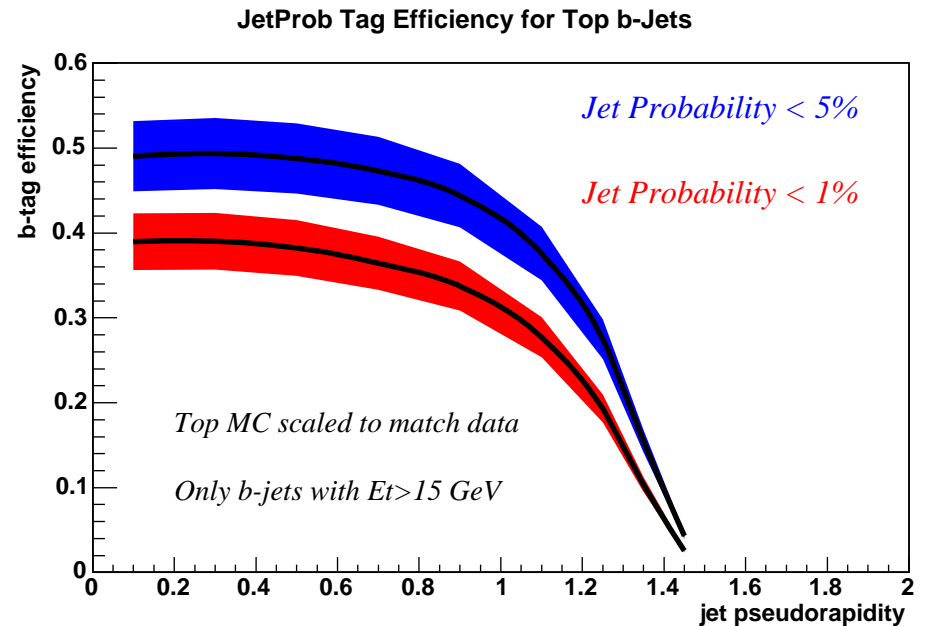 JetProb Tag Efficiency for Top b-Jets
b-tag efficiency
0.6
0.5
0.4
0.3
0.2
0.1
0
Jet Probability < 5%
Jet Probability < 1%
Top MC scaled to match data
Only b-jets with Et>15 GeV
0 0.2 0.4 0.6 0.8 1 1.2 1.4 1.6 1.8 2
jet pseudorapidity